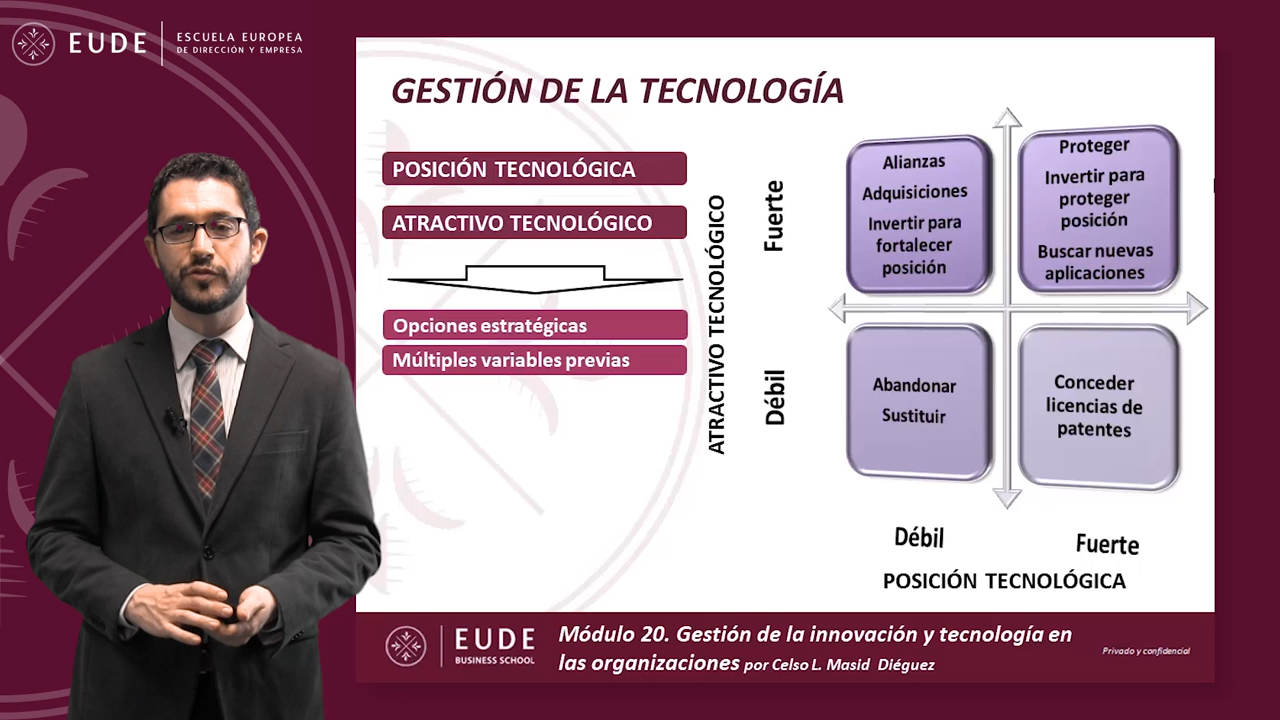 EUDE
ESCUELA EUROPEA
DE DIRECCIÓN Y EMPRESA
GESTIÓN DE LA TECNOLOGÍA
POSICIÓN TECNOLÓGICA
ATRACTIVO TECNOLÓGICO
Opciones estratégicas
Múltiples variables previas
ATRACTIVO TECNOLÓGICO
Fuerte
Débil
Alianzas
Adquisiciones
Invertir para
fortalecer
posición
Proteger
Invertir para
proteger
posición
Buscar nuevas
aplicaciones
Abandonar
Sustituir
Conceder
licencias de
patentes
Débil
Fuerte
POSICIÓN TECNOLÓGICA
EUDE
BUSINESS SCHOOL
Módulo 20. Gestión de la innovación y tecnología en
las organizaciones por Celso L. Masid Diéguez
Privado y confidencial